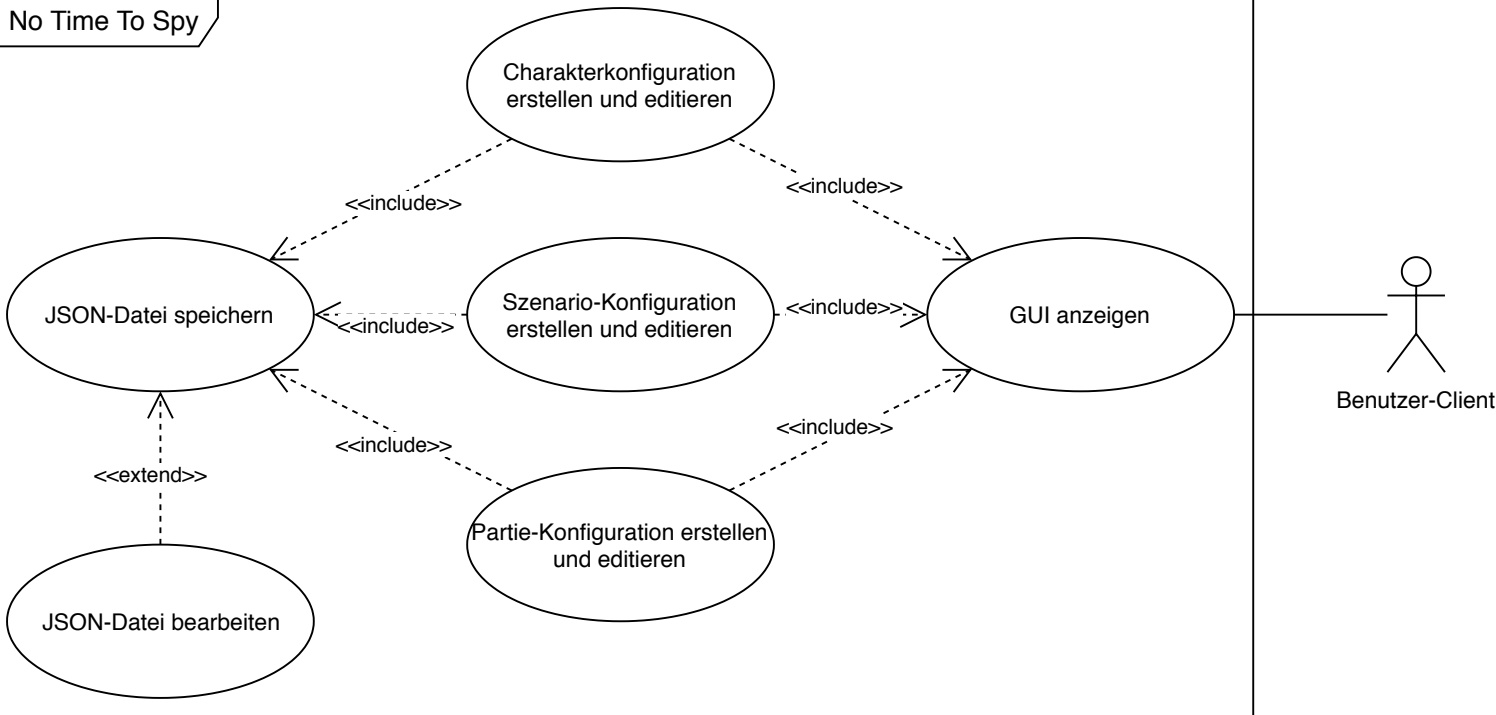 No Time To Spy
Charakterkonfiguration
erstellen und editieren
<<include>>
<<include>>
JSON-Datei speichern
<<include>>
Szenario-Konfiguration
erstellen und editieren
<<include>>
GUI anzeigen
Benutzer-Client
<<include>>
<<include>>
<<extend>>
Partie-Konfiguration erstellen
und editieren
JSON-Datei bearbeiten